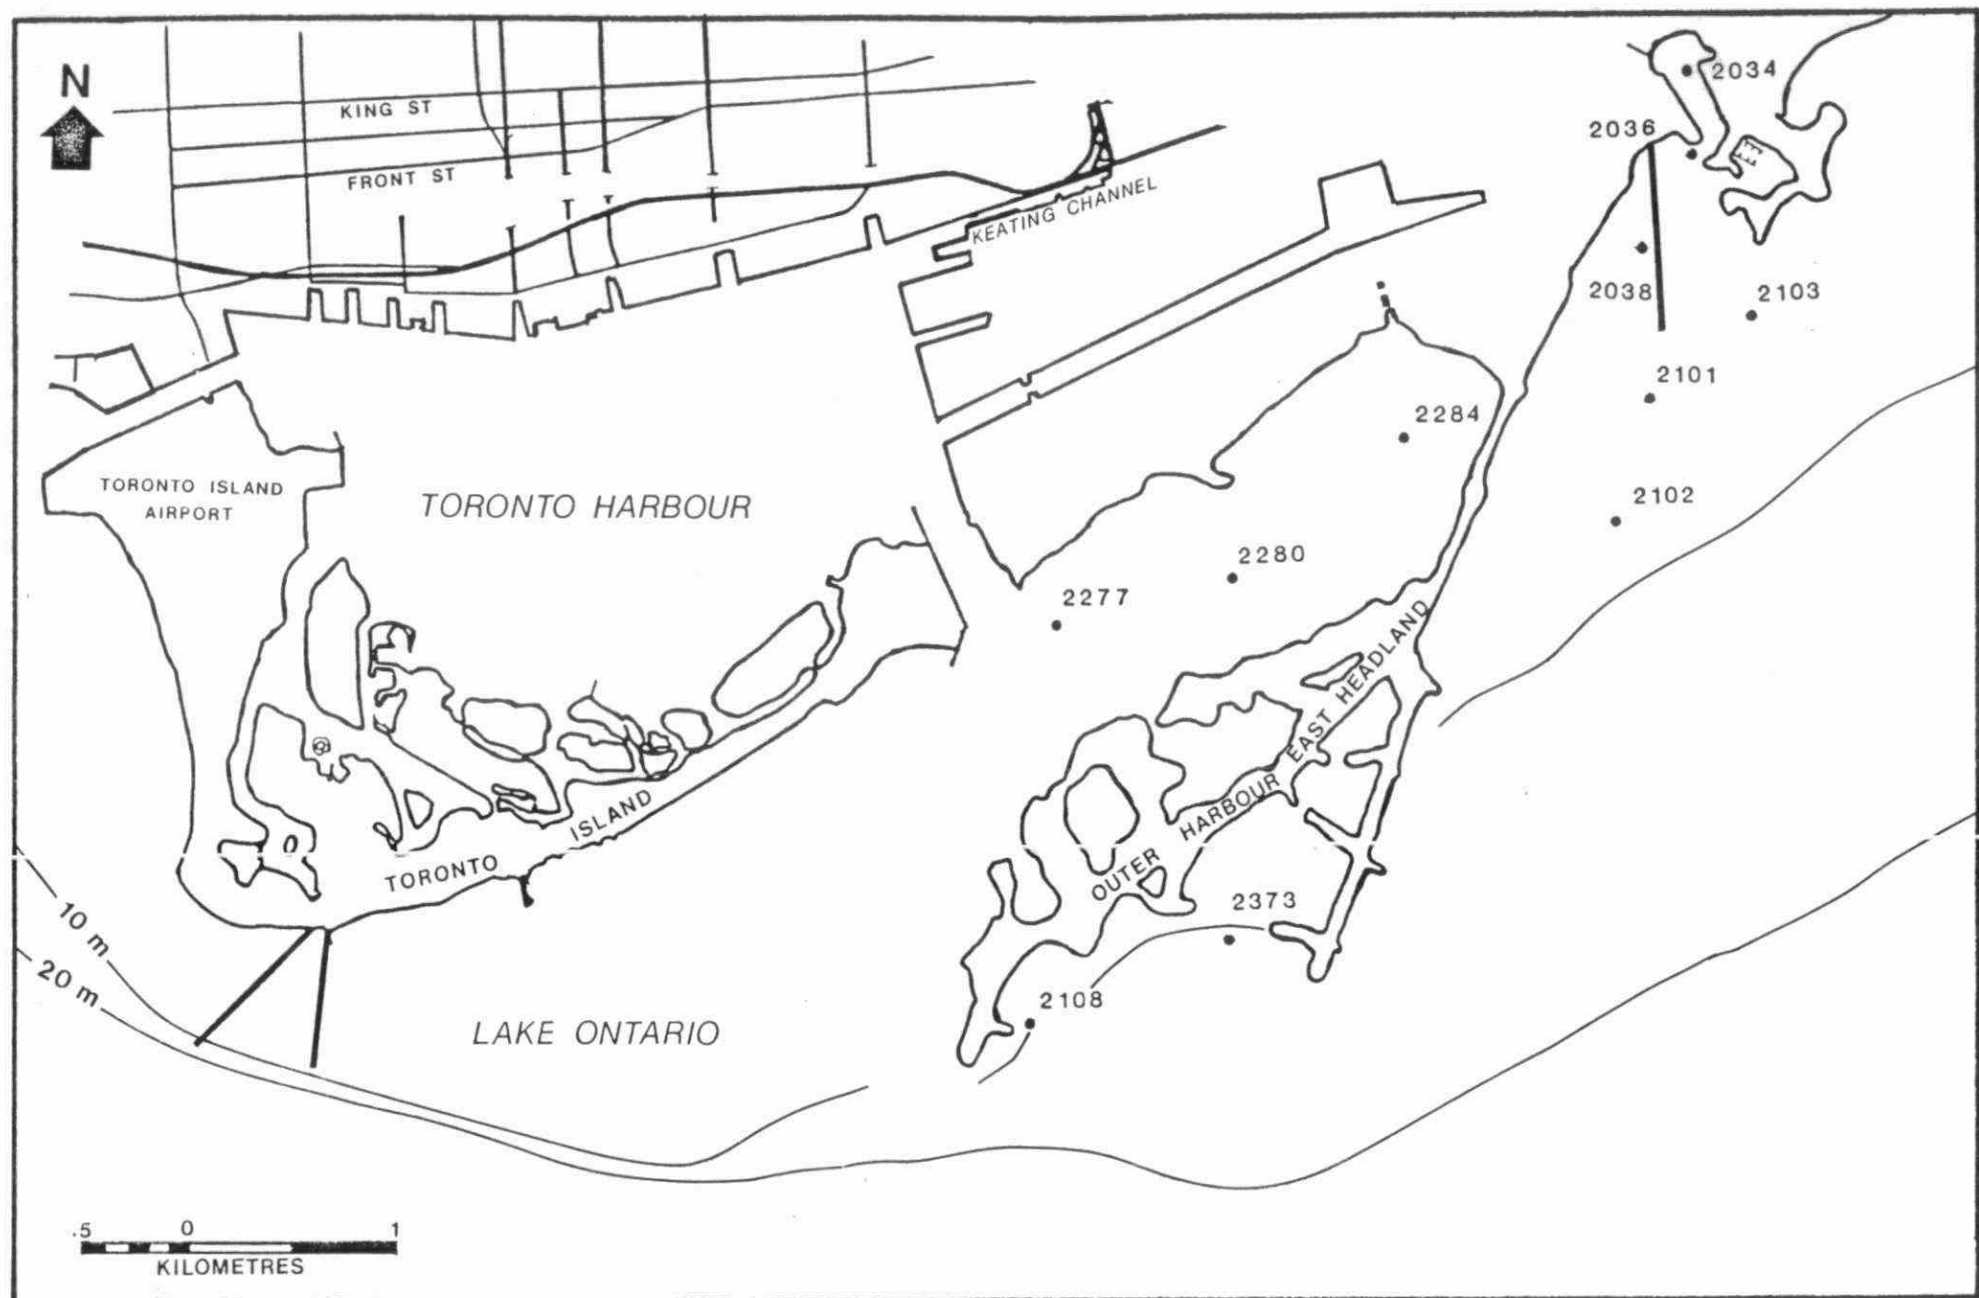 N
KING ST
FRONT ST
KEATING CHANNEL
2034
2036
2038
2103
2101
2102
2284
2280
2277
TORONTO ISLAND
AIRPORT
TORONTO HARBOUR
OUTER HARBOUR EAST HEADLAND
TORONTO ISLAND
2373
2108
10 m
20 m
LAKE ONTARIO
.5 0 1
KILOMETRES